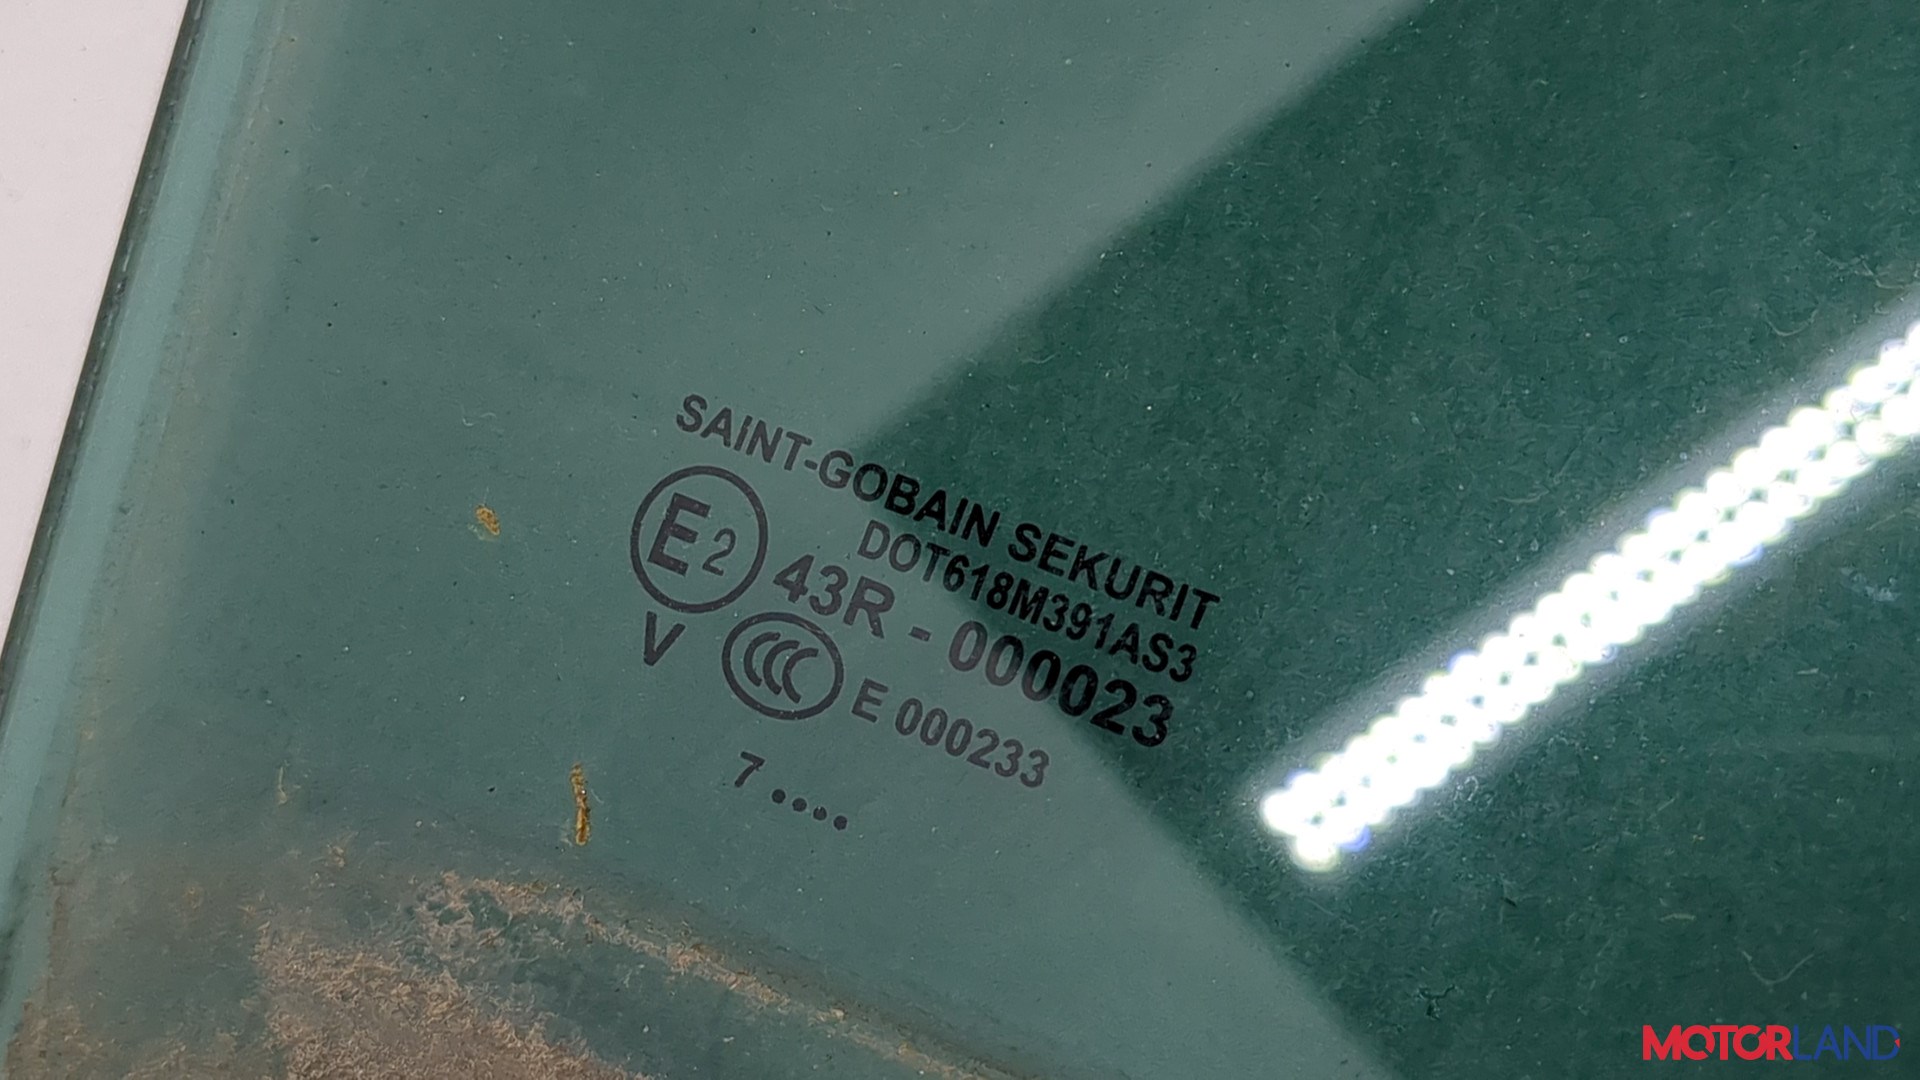 SAINT-GOBAIN SEKURIT
DOT618M391AS3
E2 43R - 000023
V CCC E 000233
7 ....
MOTORLAND